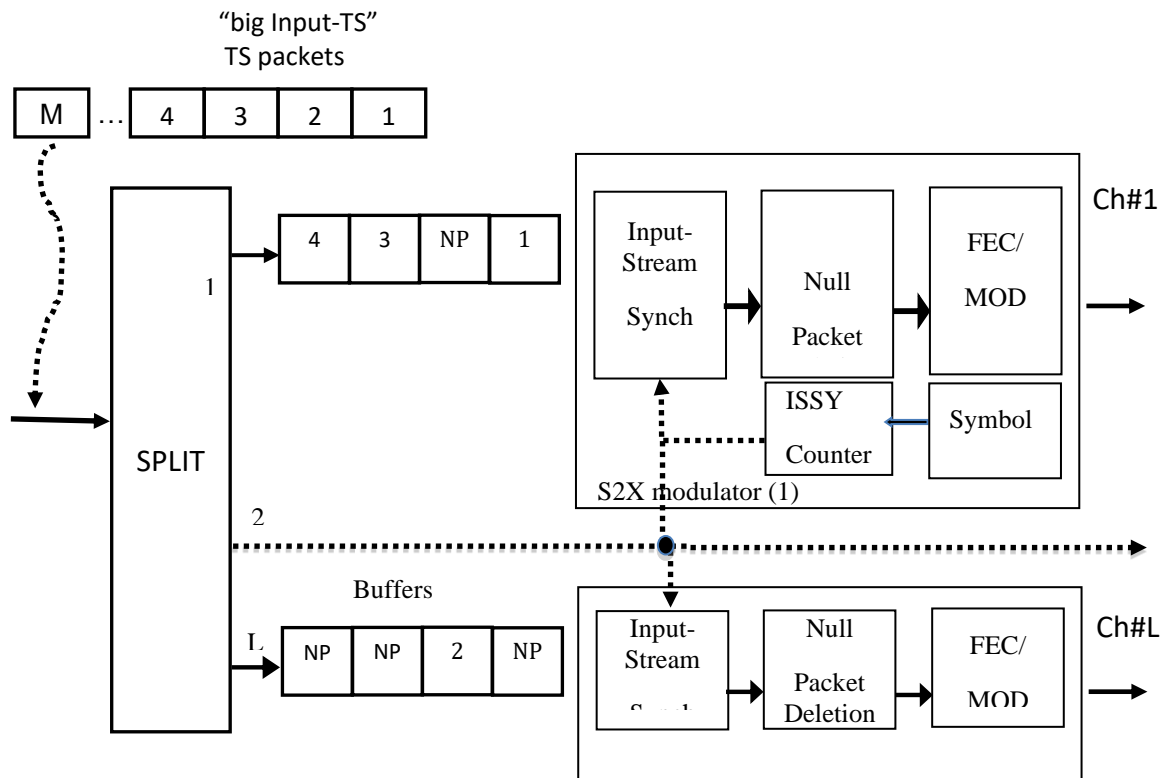 “big Input-TS”
TS packets
M … 4 3 2 1
SPLIT
1
4 3 NP 1
Input-
Stream
Synch
Null
Packet
FEC/
MOD
Ch#1
ISSY
Counter
Symbol
S2X modulator (1)
2
Buffers
L
NP NP 2 NP
Input-
Stream
Synch
Null
Packet
Deletion
FEC/
MOD
Ch#L